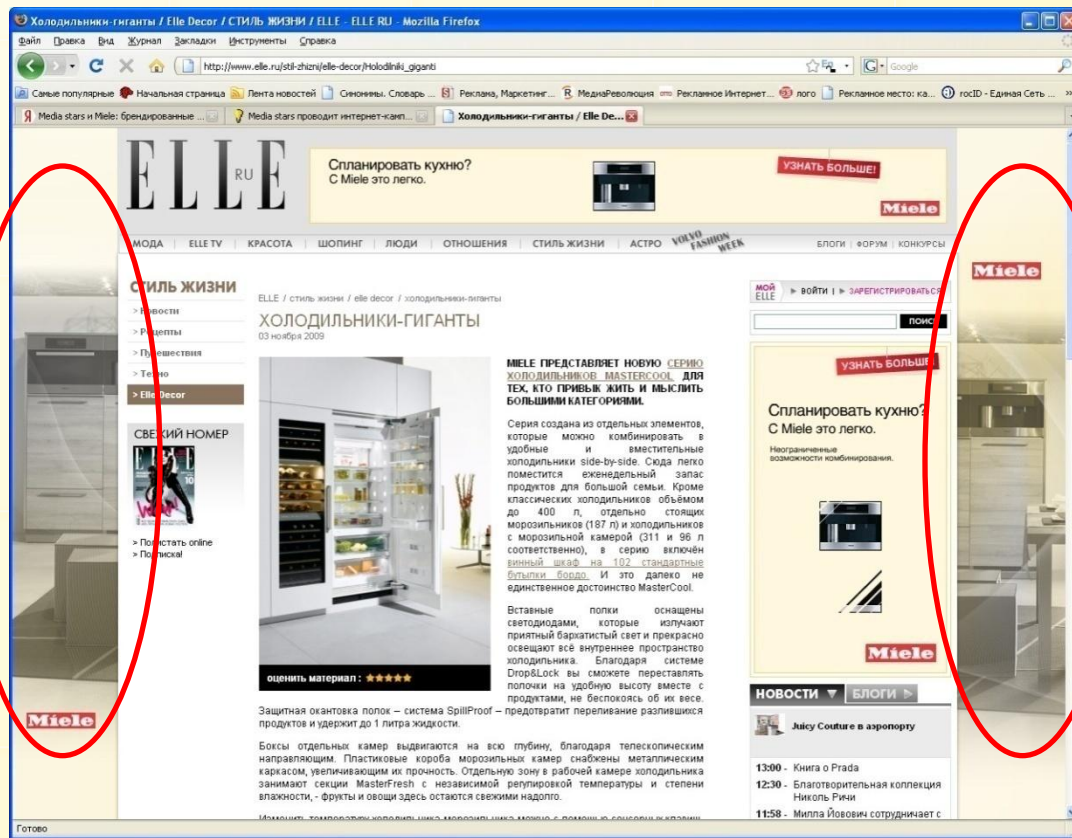 Холодильники-гиганты / Elle Decor / СТИЛЬ ЖИЗНИ / ELLE - ELLE RU - Mozilla Firefox
Файл Правка Вид Журнал Закладки Инструменты Справка
http://www.elle.ru/stil-zhizni/elle-decor/Holodilniki_giganti
Google
Самые популярные Начальная страница Лента новостей Синонимы. Словарь ... Реклама, Маркетинг... МедиаРеволюция Рекламное Интернет... лого Рекламное место: ка... rocID - Единая Сеть ...
Media stars и Miele: брендированные ... Media stars проводит интернет-камп... Холодильники-гиганты / Elle De...
ELLE RU
Спланировать кухню?
С Miele это легко.
УЗНАТЬ БОЛЬШЕ!
Miele
МОДА ELLE TV КРАСОТА ШОПИНГ ЛЮДИ ОТНОШЕНИЯ СТИЛЬ ЖИЗНИ АСТРО VOLVO FASHION WEEK БЛОГИ ФОРУМ КОНКУРСЫ
СТИЛЬ ЖИЗНИ
> Новости
> Рецепты
> Путешествия
> Техно
> Elle Decor
СВЕЖИЙ НОМЕР
> Полистать online
> Подписка!
Miele
ELLE / стиль жизни / elle decor / холодильники-гиганты
ХОЛОДИЛЬНИКИ-ГИГАНТЫ
03 ноября 2009
оценить материал :
MIELE ПРЕДСТАВЛЯЕТ НОВУЮ СЕРИЮ
ХОЛОДИЛЬНИКОВ MASTERCOOL ДЛЯ
ТЕХ, КТО ПРИВЫК ЖИТЬ И МЫСЛИТЬ
БОЛЬШИМИ КАТЕГОРИЯМИ.
Серия создана из отдельных элементов,
которые можно комбинировать в
удобные и вместительные
холодильники side-by-side. Сюда легко
поместится еженедельный запас
продуктов для большой семьи. Кроме
классических холодильников объёмом
до 400 л, отдельно стоящих
морозильников (187 л) и холодильников
с морозильной камерой (311 и 96 л
соответственно), в серию включён
винный шкаф на 102 стандартные
бутылки бордо. И это далеко не
единственное достоинство MasterCool.
Вставные полки оснащены
светодиодами, которые излучают
приятный бархатистый свет и прекрасно
освещают всё внутреннее пространство
холодильника. Благодаря системе
Drop&Lock вы сможете переставлять
полочки на удобную высоту вместе с
продуктами, не беспокоясь об их весе.
Защитная окантовка полок – система SpillProof – предотвратит переливание разлившихся
продуктов и удержит до 1 литра жидкости.
Боксы отдельных камер выдвигаются на всю глубину, благодаря телескопическим
направляющим. Пластиковые короба морозильных камер снабжены металлическим
каркасом, увеличивающим их прочность. Отдельную зону в рабочей камере холодильника
занимают секции MasterFresh с независимой регулировкой температуры и степени
влажности, - фрукты и овощи здесь остаются свежими надолго.
МОЙ ELLE ВОЙТИ | ЗАРЕГИСТРИРОВАТЬСЯ
ПОИСК
УЗНАТЬ БОЛЬШЕ!
Спланировать кухню?
С Miele это легко.
Неограниченные
возможности комбинирования.
Miele
НОВОСТИ БЛОГИ
Juicy Couture в аэропорту
13:00 - Книга о Prada
12:30 - Благотворительная коллекция
Николь Ричи
11:58 - Милла Йовович сотрудничает с
Miele
Готово